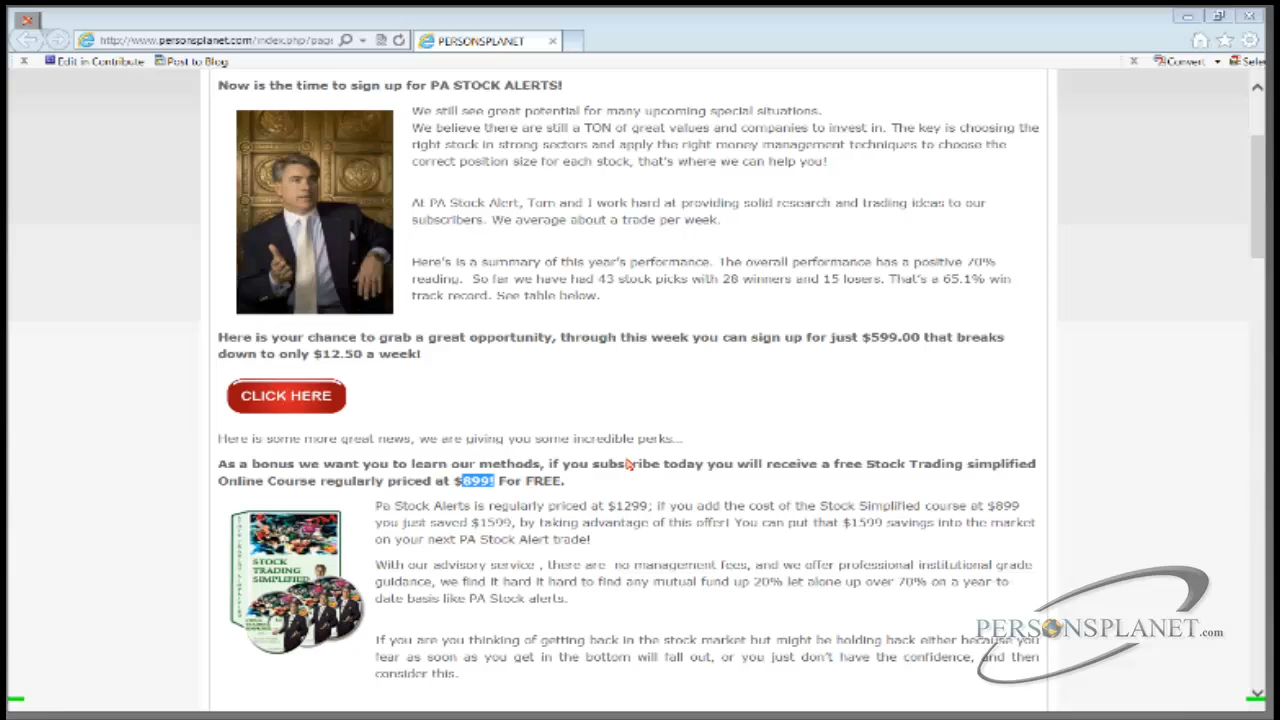 http://www.personsplanet.com/index.php/page
PERSONSPLANET
Edit in Contribute
Post to Blog
Convert
Sele
Now is the time to sign up for PA STOCK ALERTS!
We still see great potential for many upcoming special situations.
We believe there are still a TON of great values and companies to invest in. The key is choosing the
right stock in strong sectors and apply the right money management techniques to choose the
correct position size for each stock, that's where we can help you!
At PA Stock Alert, Tom and I work hard at providing solid research and trading ideas to our
subscribers. We average about a trade per week.
Here's is a summary of this year's performance. The overall performance has a positive 70%
reading. So far we have had 43 stock picks with 28 winners and 15 losers. That's a 65.1% win
track record. See table below.
Here is your chance to grab a great opportunity, through this week you can sign up for just $599.00 that breaks
down to only $12.50 a week!
CLICK HERE
Here is some more great news, we are giving you some incredible perks...
As a bonus we want you to learn our methods, if you subscribe today you will receive a free Stock Trading simplified
Online Course regularly priced at $899! For FREE.
Pa Stock Alerts is regularly priced at $1299; if you add the cost of the Stock Simplified course at $899
you just saved $1599, by taking advantage of this offer! You can put that $1599 savings into the market
on your next PA Stock Alert trade!
STOCK
TRADING
SIMPLIFIED
With our advisory service , there are no management fees, and we offer professional institutional grade
guidance, we find it hard it hard to find any mutual fund up 20% let alone up over 70% on a year-to-
date basis like PA Stock alerts.
If you are you thinking of getting back in the stock market but might be holding back either because you
fear as soon as you get in the bottom will fall out, or you just don't have the confidence, and then
consider this.
PERSONSPLANET.com